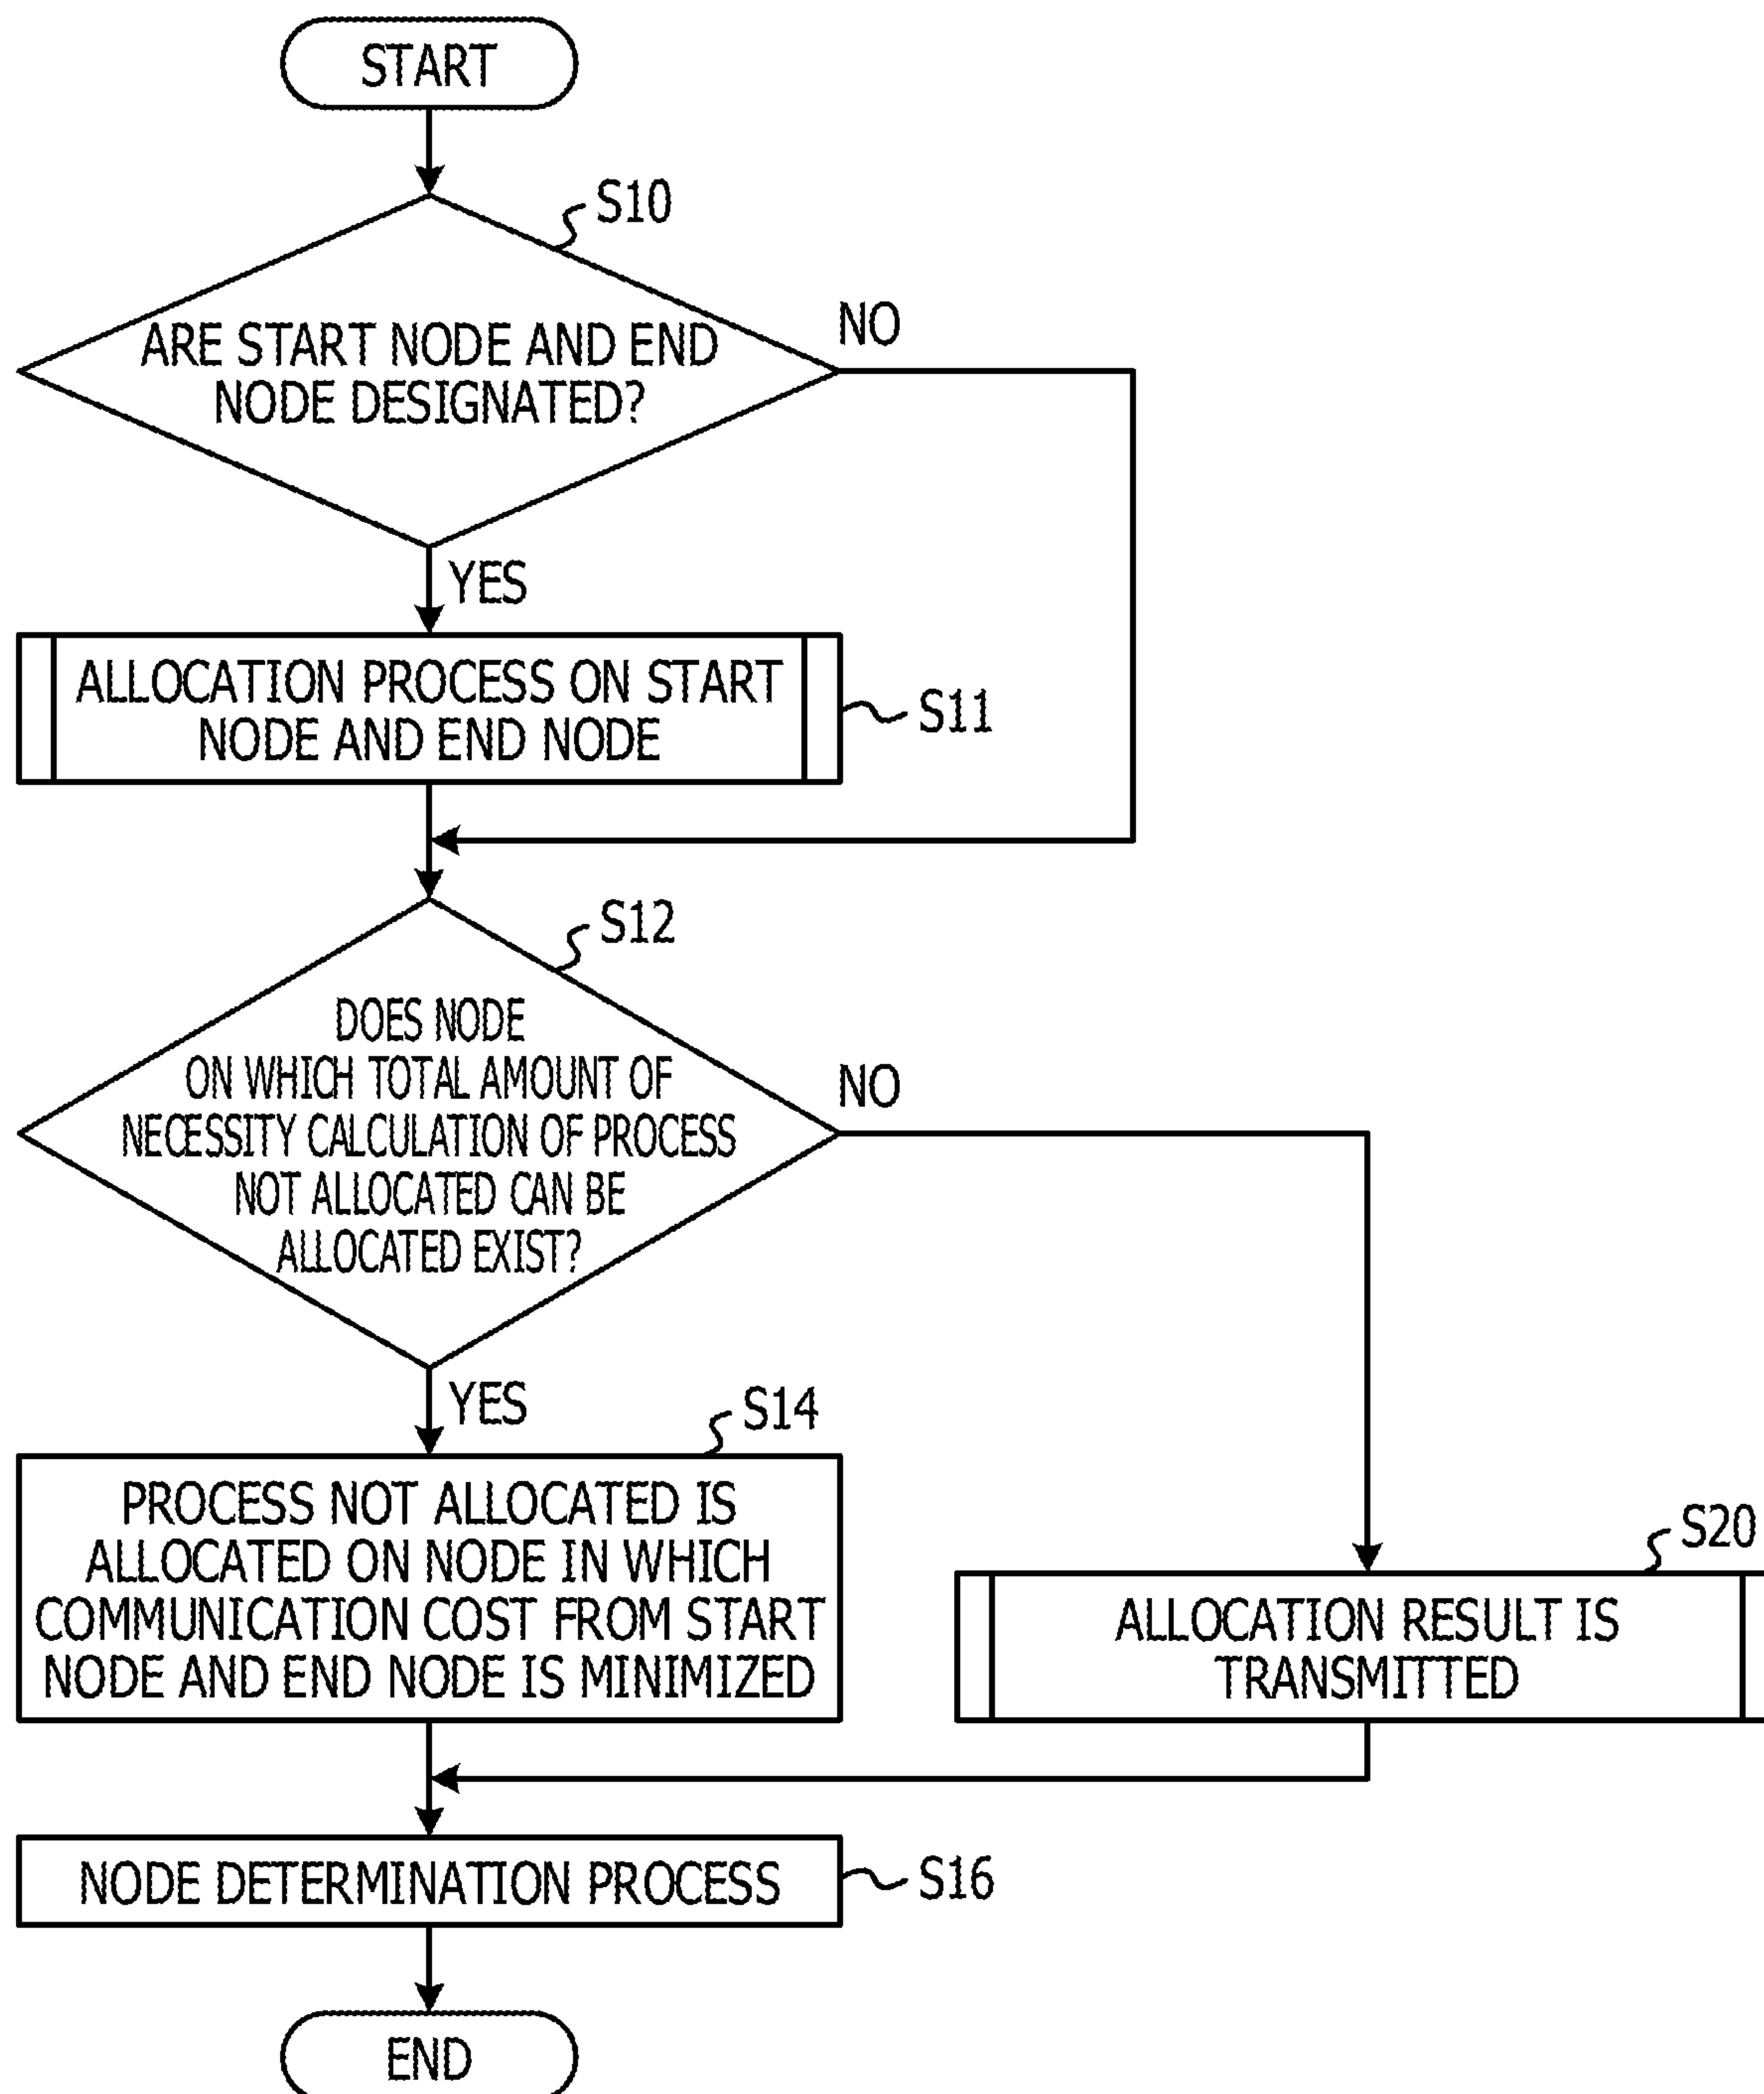 START
S10
ARE START NODE AND END
NODE DESIGNATED?
NO
YES
ALLOCATION PROCESS ON START
NODE AND END NODE
S11
S12
DOES NODE
ON WHICH TOTAL AMOUNT OF
NECESSITY CALCULATION OF PROCESS
NOT ALLOCATED CAN BE
ALLOCATED EXIST?
NO
YES
S14
PROCESS NOT ALLOCATED IS
ALLOCATED ON NODE IN WHICH
COMMUNICATION COST FROM START
NODE AND END NODE IS MINIMIZED
S20
ALLOCATION RESULT IS
TRANSMITTED
NODE DETERMINATION PROCESS
S16
END